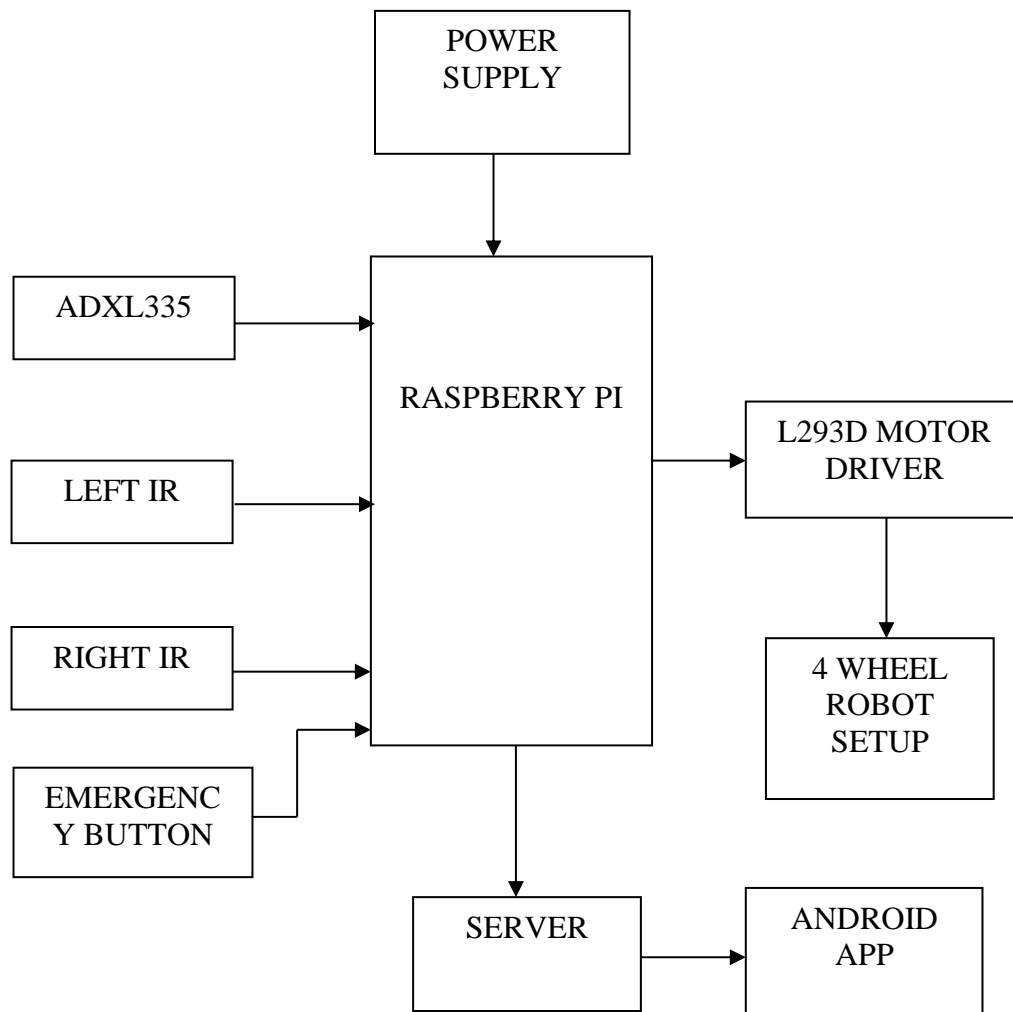 POWER
SUPPLY
ADXL335
RASPBERRY PI
L293D MOTOR
DRIVER
LEFT IR
RIGHT IR
4 WHEEL
ROBOT
SETUP
EMERGENC
Y BUTTON
SERVER
ANDROID
APP